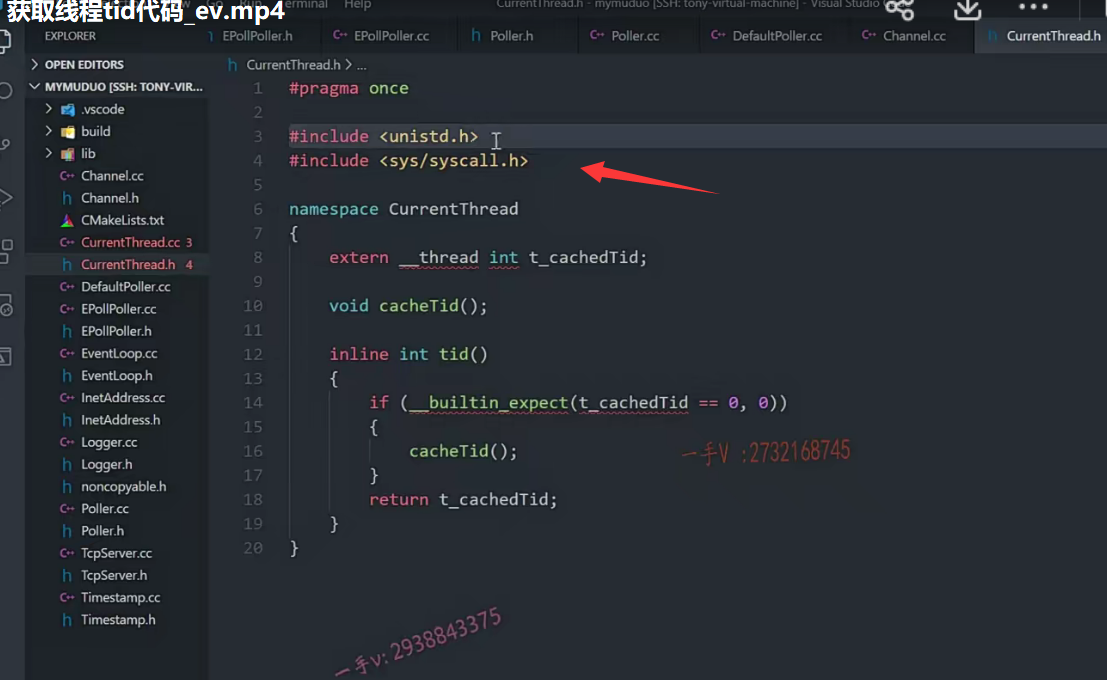 获取线程tid代码_ev.mp4
Go Run Terminal Help
CurrentThread.h - mymuduo [SSH: tony-virtual-machine] - Visual Studio
EXPLORER
EPollPoller.h
C++ EPollPoller.cc
h Poller.h
C++ Poller.cc
C++ DefaultPoller.cc
C++ Channel.cc
h CurrentThread.h
OPEN EDITORS
MYMUDUO [SSH: TONY-VIR...
.vscode
build
lib
C++ Channel.cc
h Channel.h
CMakeLists.txt
C++ CurrentThread.cc 3
h CurrentThread.h 4
C++ DefaultPoller.cc
C++ EPollPoller.cc
h EPollPoller.h
C++ EventLoop.cc
h EventLoop.h
C++ InetAddress.cc
h InetAddress.h
C++ Logger.cc
h Logger.h
h noncopyable.h
C++ Poller.cc
h Poller.h
C++ TcpServer.cc
h TcpServer.h
C++ Timestamp.cc
h Timestamp.h
h CurrentThread.h > ...
1 #pragma once
2
3 #include <unistd.h>
4 #include <sys/syscall.h>
5
6 namespace CurrentThread
7 {
8 extern __thread int t_cachedTid;
9
10 void cacheTid();
11
12 inline int tid()
13 {
14 if (__builtin_expect(t_cachedTid == 0, 0))
15 {
16 cacheTid();
17 }
18 return t_cachedTid;
19 }
20 }
一手V :2732168745
一手v: 2938843375